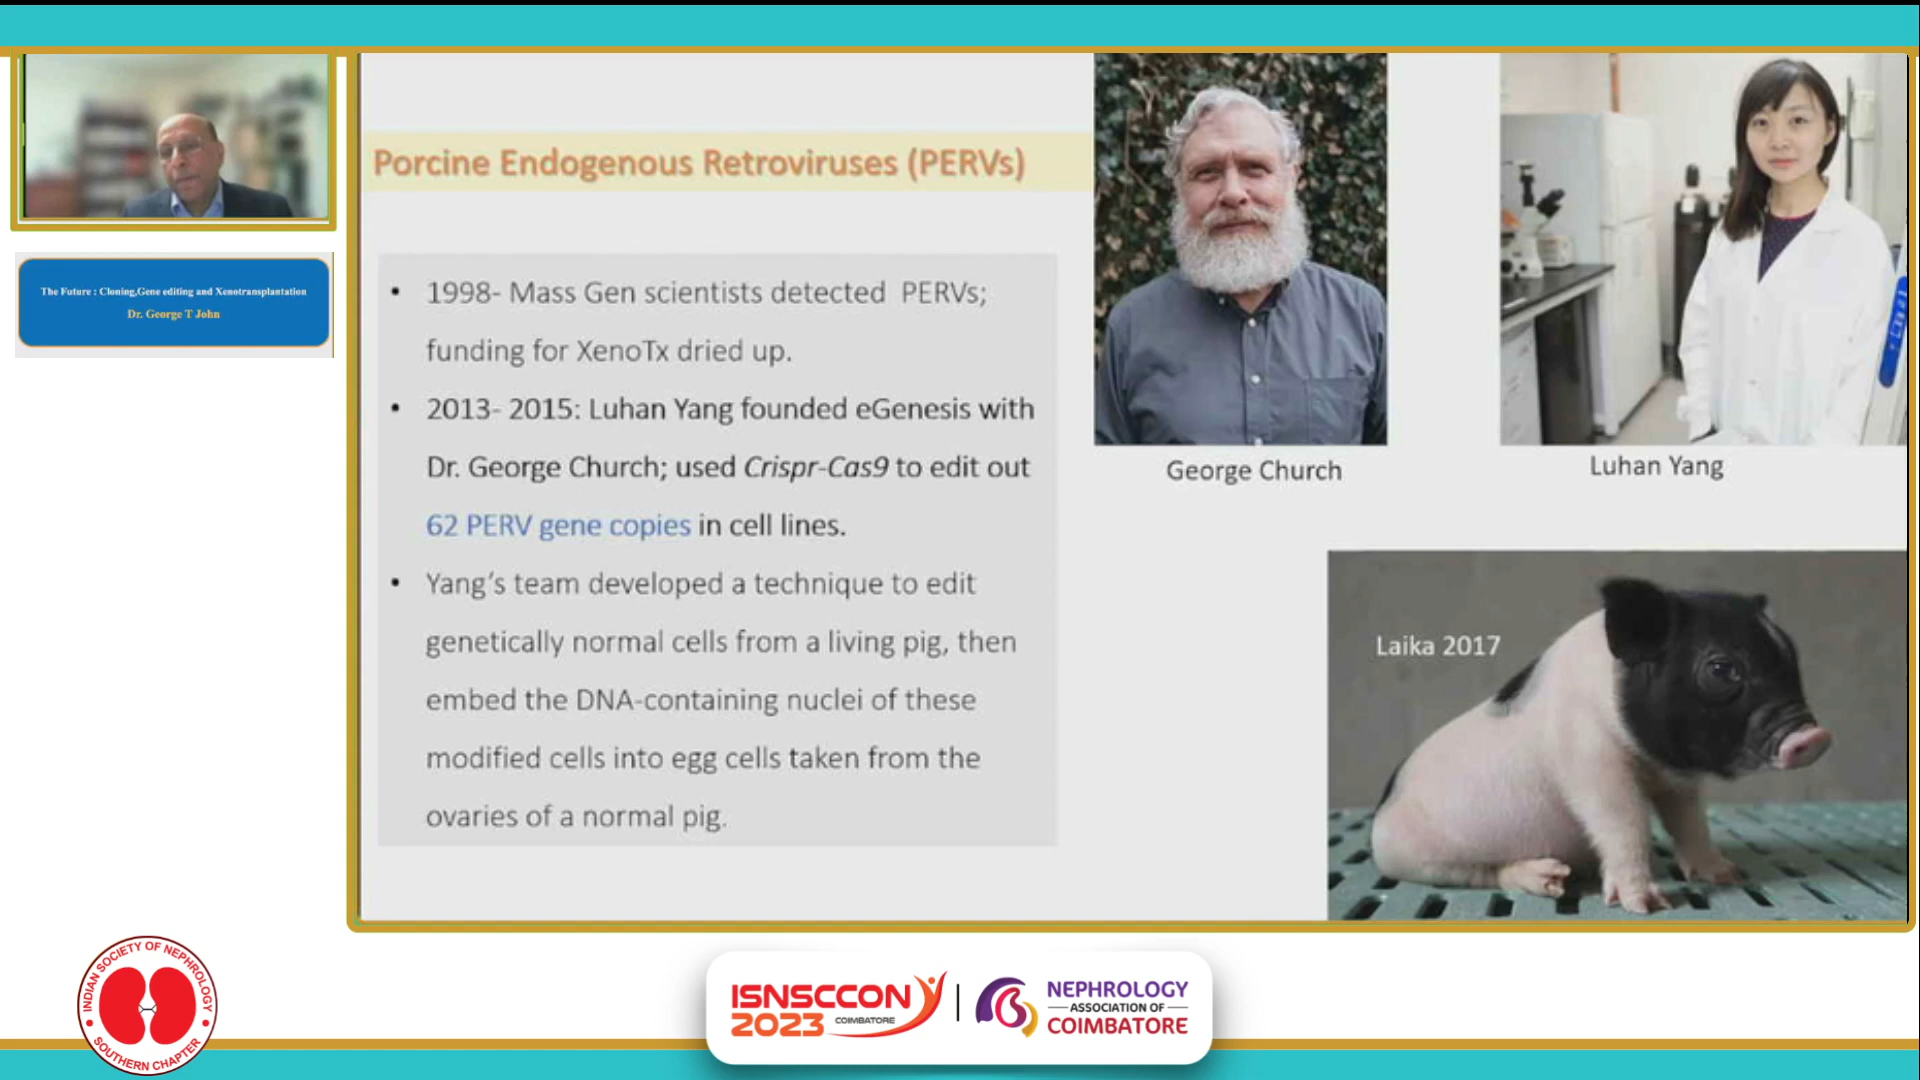 The Future : Cloning,Gene editing and Xenotransplantation
Dr. George T John
Porcine Endogenous Retroviruses (PERVs)
• 1998- Mass Gen scientists detected PERVs;
funding for XenoTx dried up.
• 2013- 2015: Luhan Yang founded eGenesis with
Dr. George Church; used Crispr-Cas9 to edit out
62 PERV gene copies in cell lines.
• Yang's team developed a technique to edit
genetically normal cells from a living pig, then
embed the DNA-containing nuclei of these
modified cells into egg cells taken from the
ovaries of a normal pig.
George Church
Luhan Yang
Laika 2017
INDIAN SOCIETY OF NEPHROLOGY
SOUTHERN CHAPTER
ISNSCCON
2023 COIMBATORE
NEPHROLOGY
ASSOCIATION OF
COIMBATORE